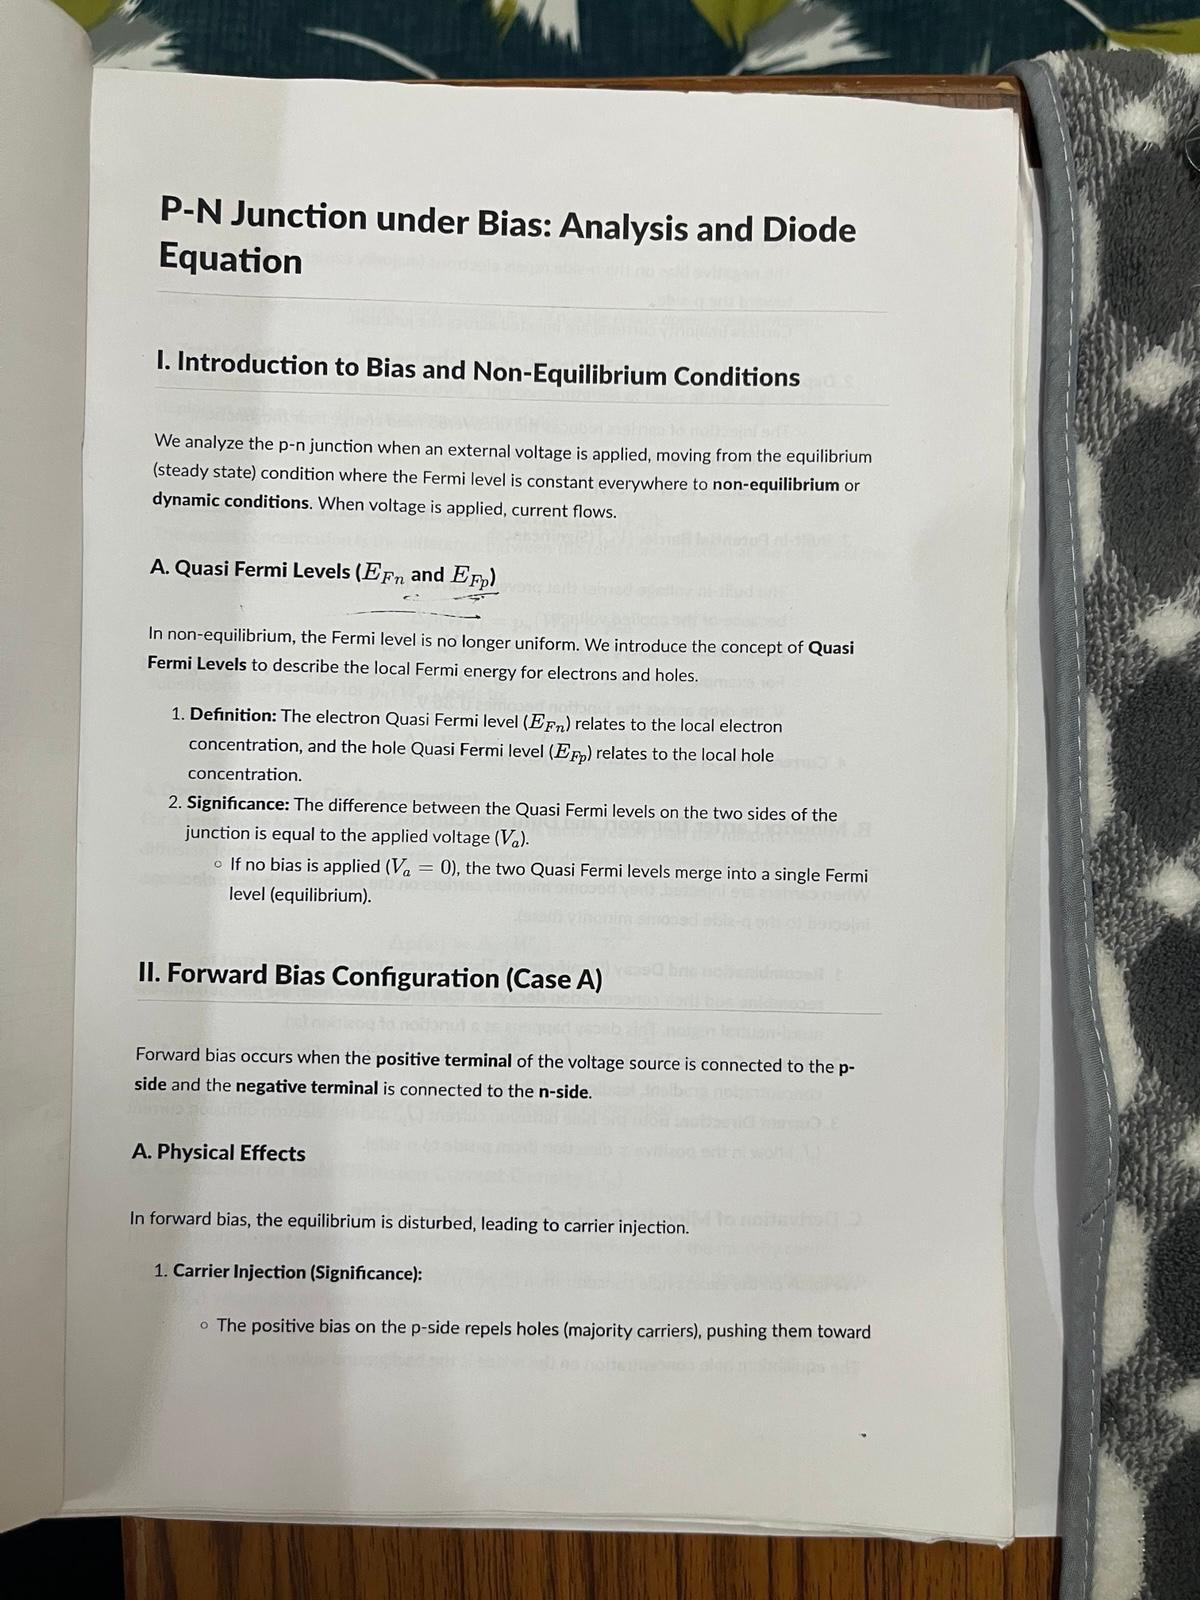 P-N Junction under Bias: Analysis and Diode
Equation
I. Introduction to Bias and Non-Equilibrium Conditions
We analyze the p-n junction when an external voltage is applied, moving from the equilibrium
(steady state) condition where the Fermi level is constant everywhere to non-equilibrium or
dynamic conditions. When voltage is applied, current flows.
A. Quasi Fermi Levels (E_{Fn} and E_{Fp})
In non-equilibrium, the Fermi level is no longer uniform. We introduce the concept of Quasi
Fermi Levels to describe the local Fermi energy for electrons and holes.
1. Definition: The electron Quasi Fermi level (E_{Fn}) relates to the local electron
concentration, and the hole Quasi Fermi level (E_{Fp}) relates to the local hole
concentration.
2. Significance: The difference between the Quasi Fermi levels on the two sides of the
junction is equal to the applied voltage (V_a).
○ If no bias is applied (V_a = 0), the two Quasi Fermi levels merge into a single Fermi
level (equilibrium).
II. Forward Bias Configuration (Case A)
Forward bias occurs when the positive terminal of the voltage source is connected to the p-
side and the negative terminal is connected to the n-side.
A. Physical Effects
In forward bias, the equilibrium is disturbed, leading to carrier injection.
1. Carrier Injection (Significance):
○ The positive bias on the p-side repels holes (majority carriers), pushing them toward